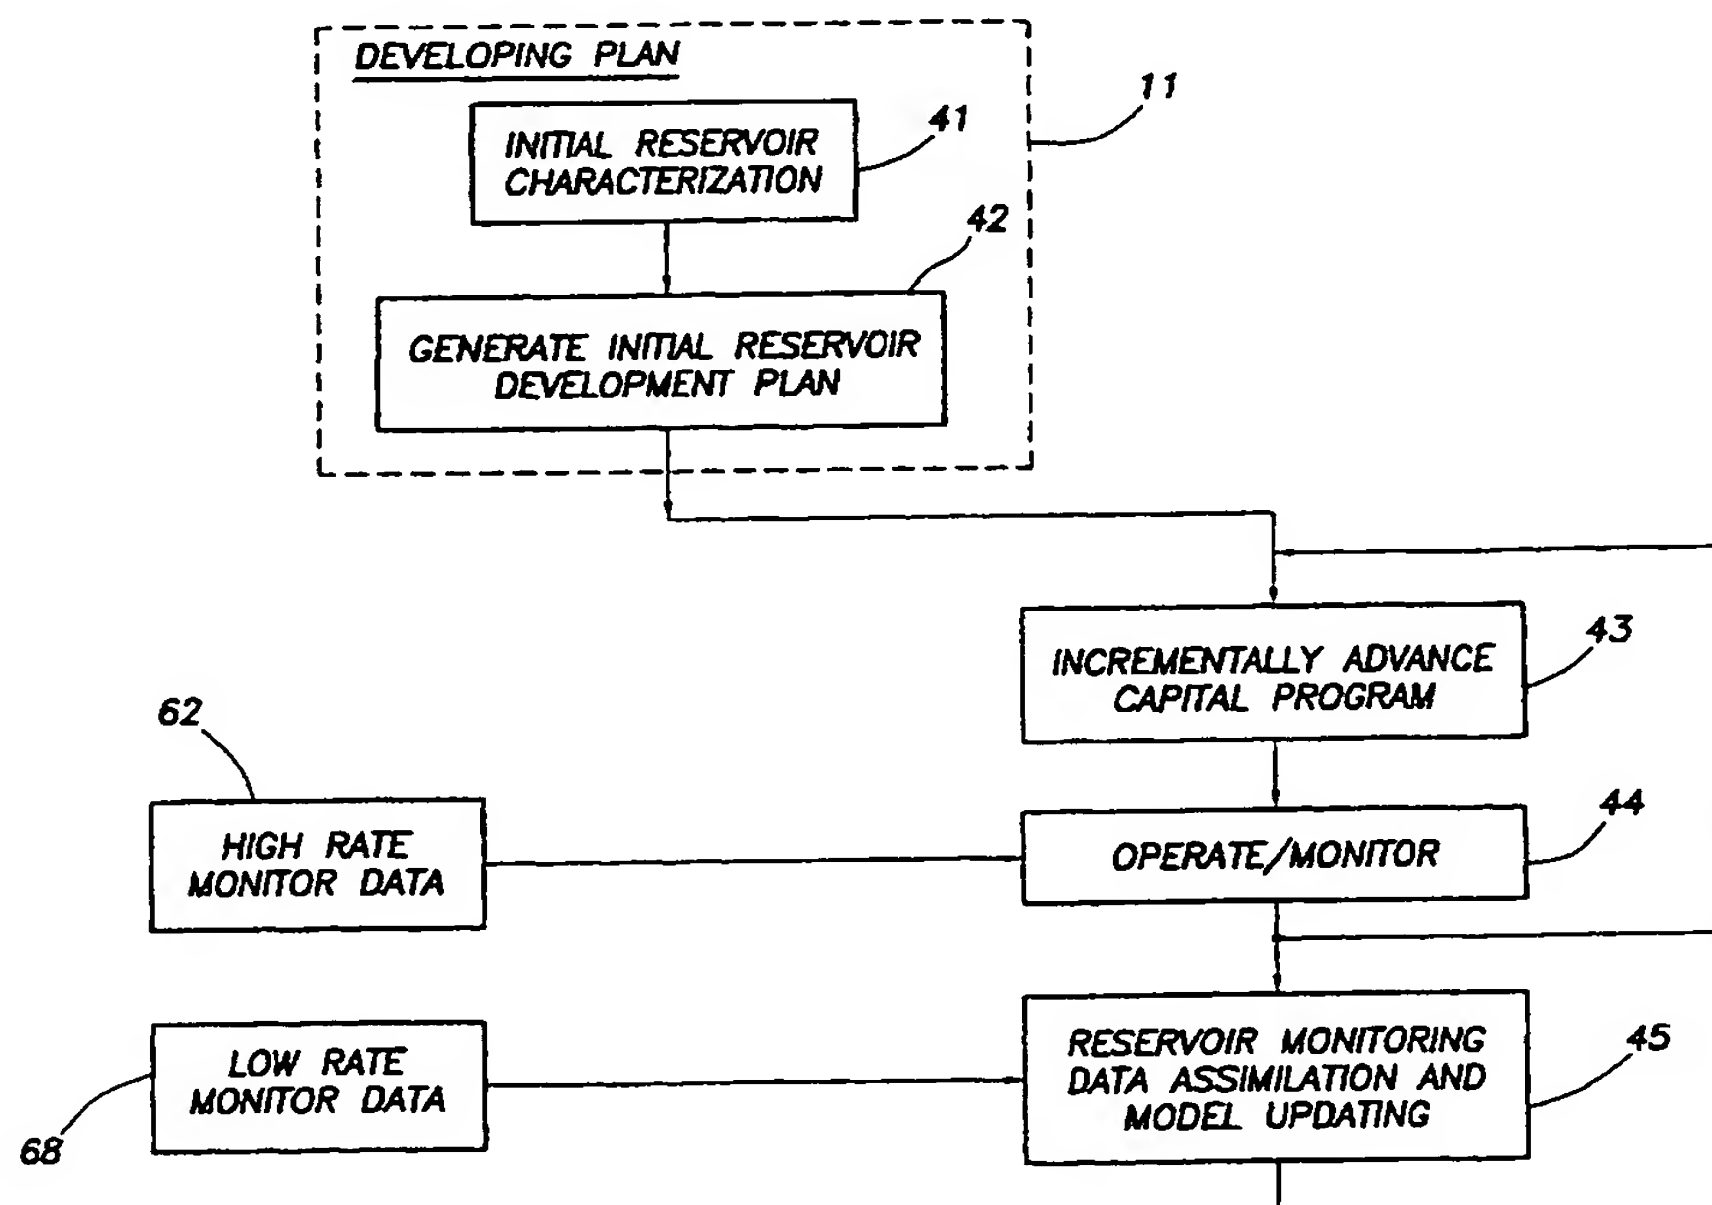 DEVELOPING PLAN
11
INITIAL RESERVOIR
CHARACTERIZATION
41
42
GENERATE INITIAL RESERVOIR
DEVELOPMENT PLAN
INCREMENTALLY ADVANCE
CAPITAL PROGRAM
43
62
HIGH RATE
MONITOR DATA
OPERATE/MONITOR
44
LOW RATE
MONITOR DATA
68
RESERVOIR MONITORING
DATA ASSIMILATION AND
MODEL UPDATING
45